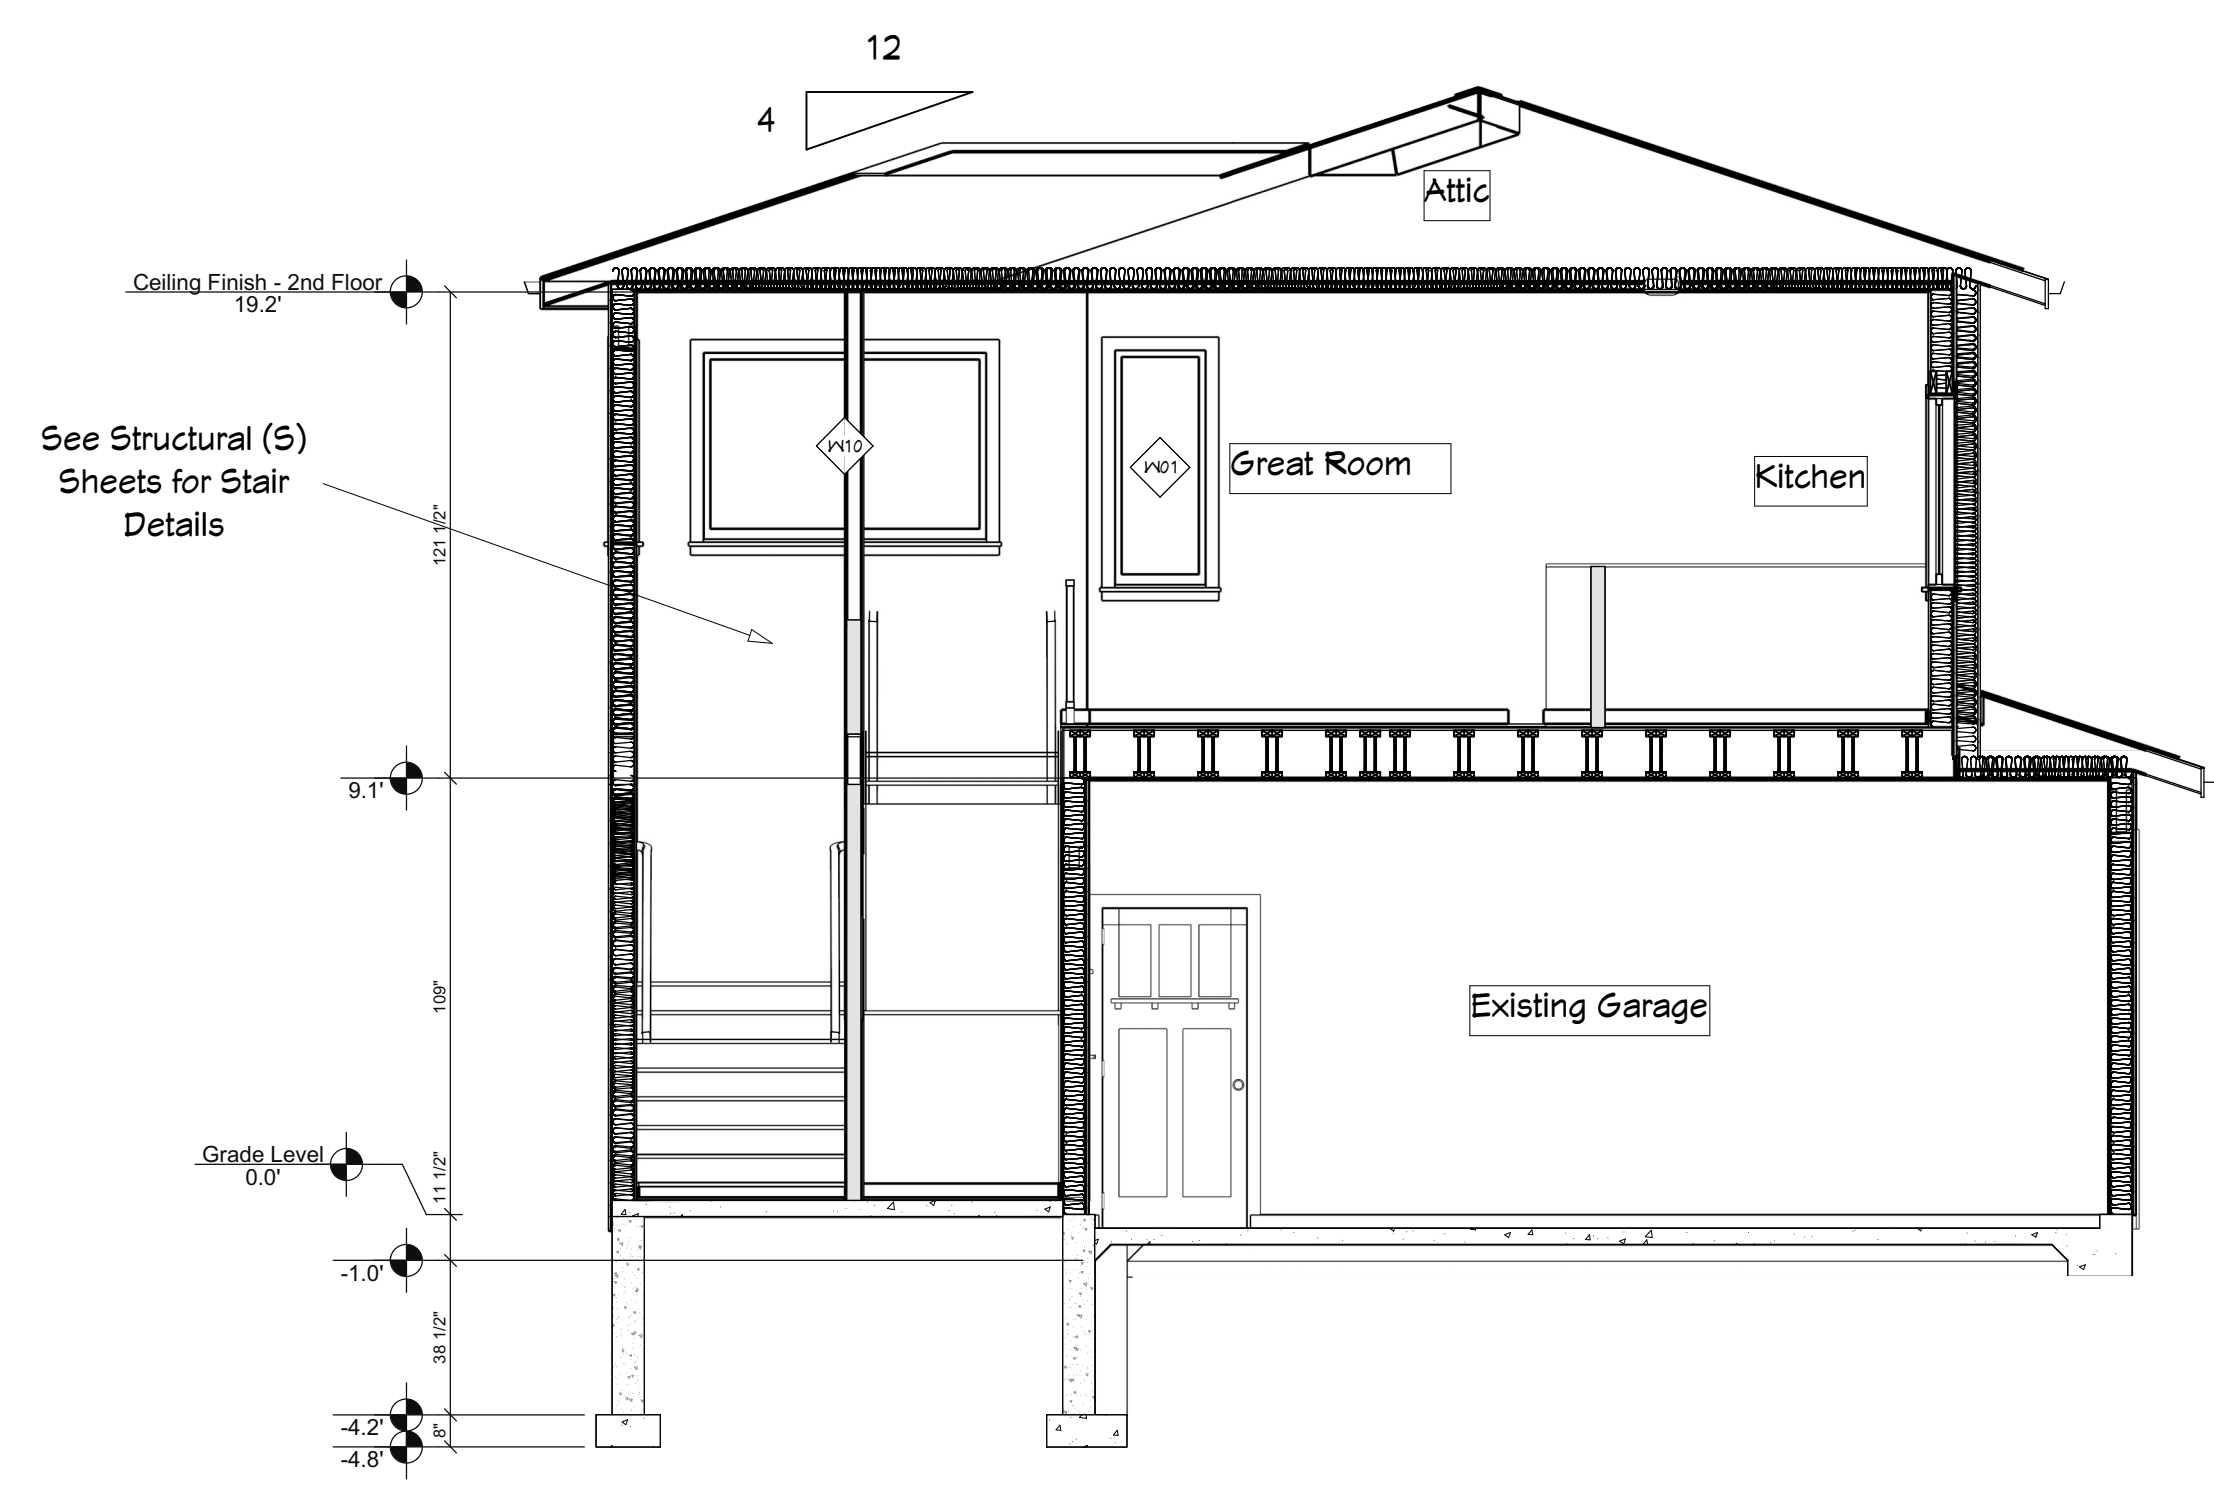 12
4
Attic
Ceiling Finish - 2nd Floor
19.2'
See Structural (S)
Sheets for Stair
Details
121 1/2"
W10
W01
Great Room
Kitchen
9.1'
109"
Existing Garage
Grade Level
0.0'
11 1/2"
-1.0'
38 1/2"
-4.2'
8"
-4.8'